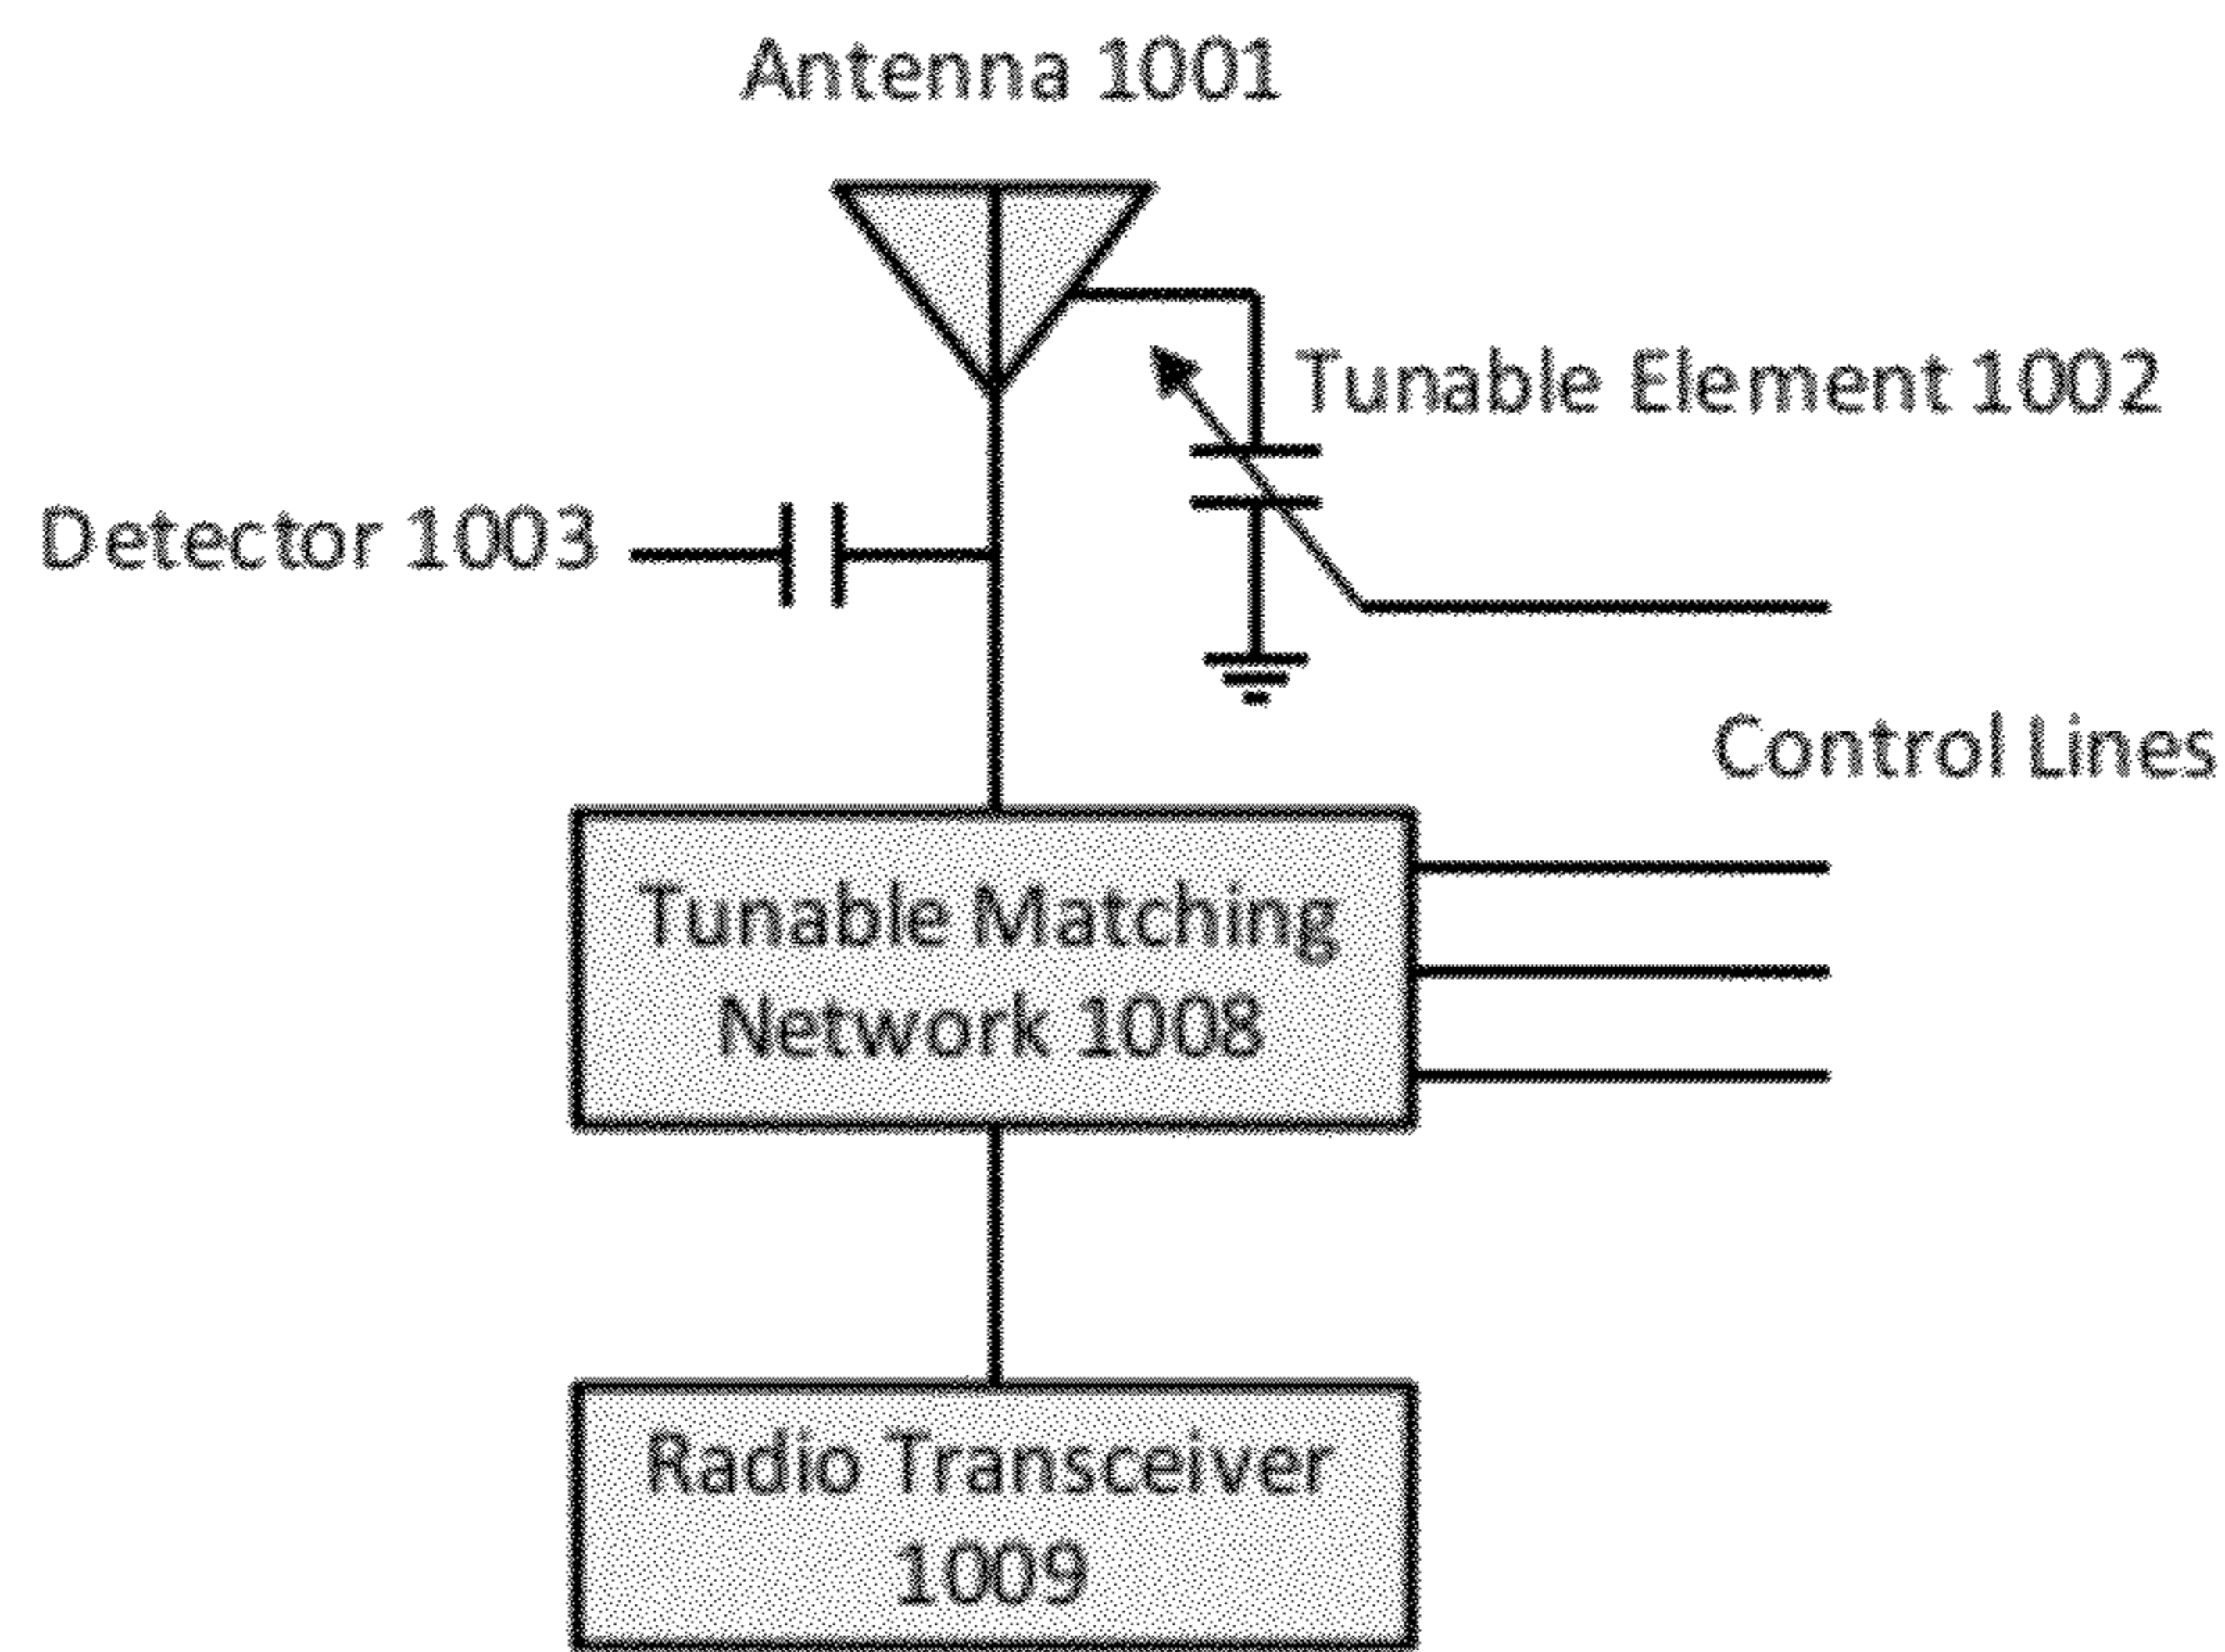 Antenna 1001
Tunable Element 1002
Detector 1003
Control Lines
Tunable Matching
Network 1008
Radio Transceiver
1009